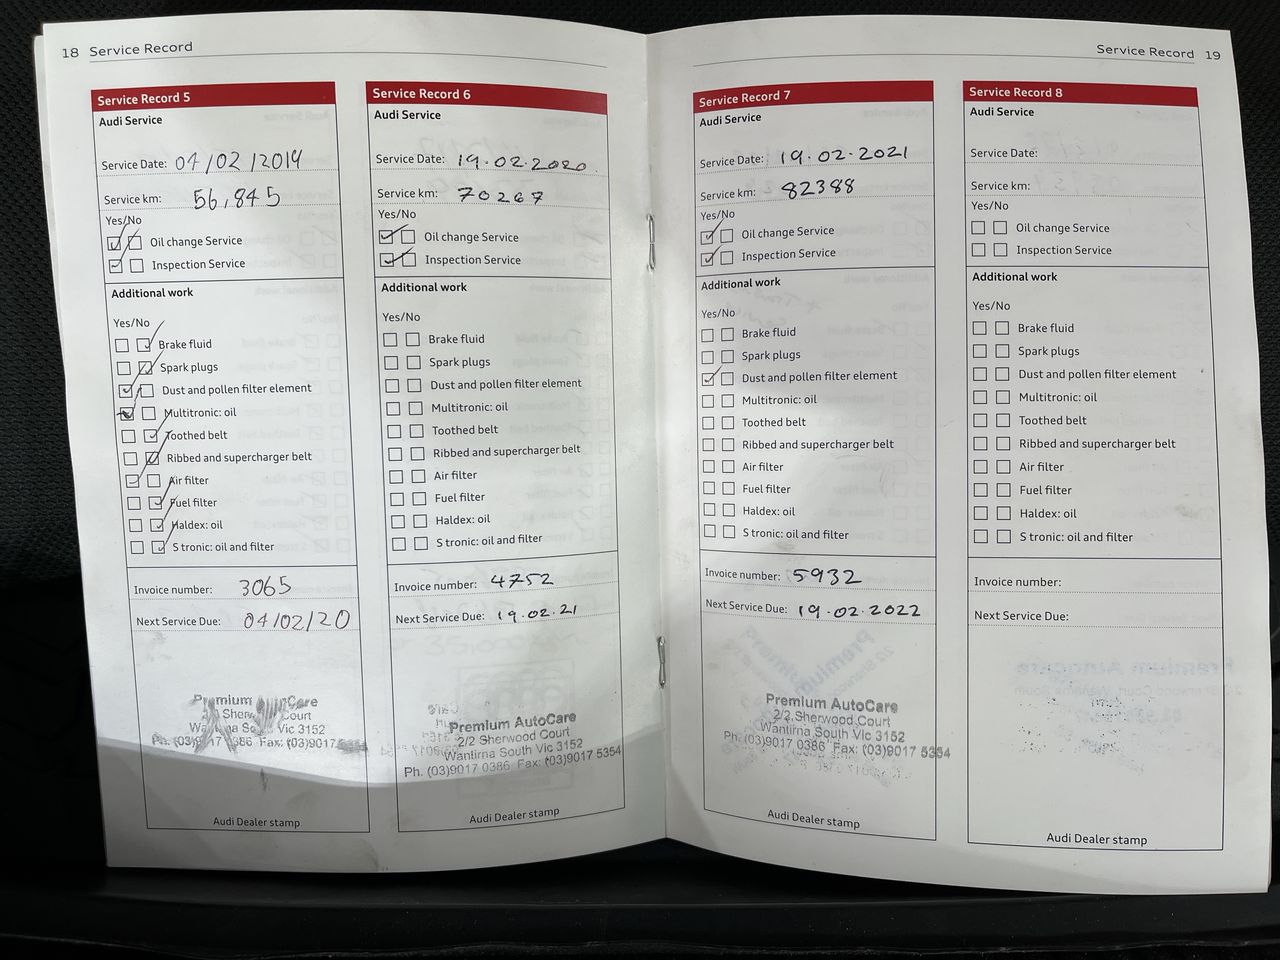 18 Service Record
Service Record 5
Audi Service
Service Date: 04/02/2019
Service km: 56,845
Yes/No
Oil change Service
Inspection Service
Additional work
Yes/No
Brake fluid
Spark plugs
Dust and pollen filter element
Multitronic: oil
Toothed belt
Ribbed and supercharger belt
Air filter
Fuel filter
Haldex: oil
S tronic: oil and filter
Invoice number: 3065
Next Service Due: 04/02/20
Premium AutoCare
Court
Vic 3152
Fax: (03)9017
Audi Dealer stamp
Service Record 6
Audi Service
Service Date: 19.02.2020
Service km: 70267
Yes/No
Oil change Service
Inspection Service
Additional work
Yes/No
Brake fluid
Spark plugs
Dust and pollen filter element
Multitronic: oil
Toothed belt
Ribbed and supercharger belt
Air filter
Fuel filter
Haldex: oil
S tronic: oil and filter
Invoice number: 4752
Next Service Due: 19.02.21
Premium AutoCare
2/2 Sherwood Court
Wantirna South Vic 3152
Ph. (03)9017 0386 Fax: (03)9017 5354
Audi Dealer stamp
Service Record 19
Service Record 7
Audi Service
Service Date: 19.02.2021
Service km: 82388
Yes/No
Oil change Service
Inspection Service
Additional work
Yes/No
Brake fluid
Spark plugs
Dust and pollen filter element
Multitronic: oil
Toothed belt
Ribbed and supercharger belt
Air filter
Fuel filter
Haldex: oil
S tronic: oil and filter
Invoice number: 5932
Next Service Due: 19.02.2022
Premium AutoCare
2/2 Sherwood Court
Wantirna South Vic 3152
Ph. (03)9017 0386 Fax: (03)9017 5354
Audi Dealer stamp
Service Record 8
Audi Service
Service Date:
Service km:
Yes/No
Oil change Service
Inspection Service
Additional work
Yes/No
Brake fluid
Spark plugs
Dust and pollen filter element
Multitronic: oil
Toothed belt
Ribbed and supercharger belt
Air filter
Fuel filter
Haldex: oil
S tronic: oil and filter
Invoice number:
Next Service Due:
Audi Dealer stamp